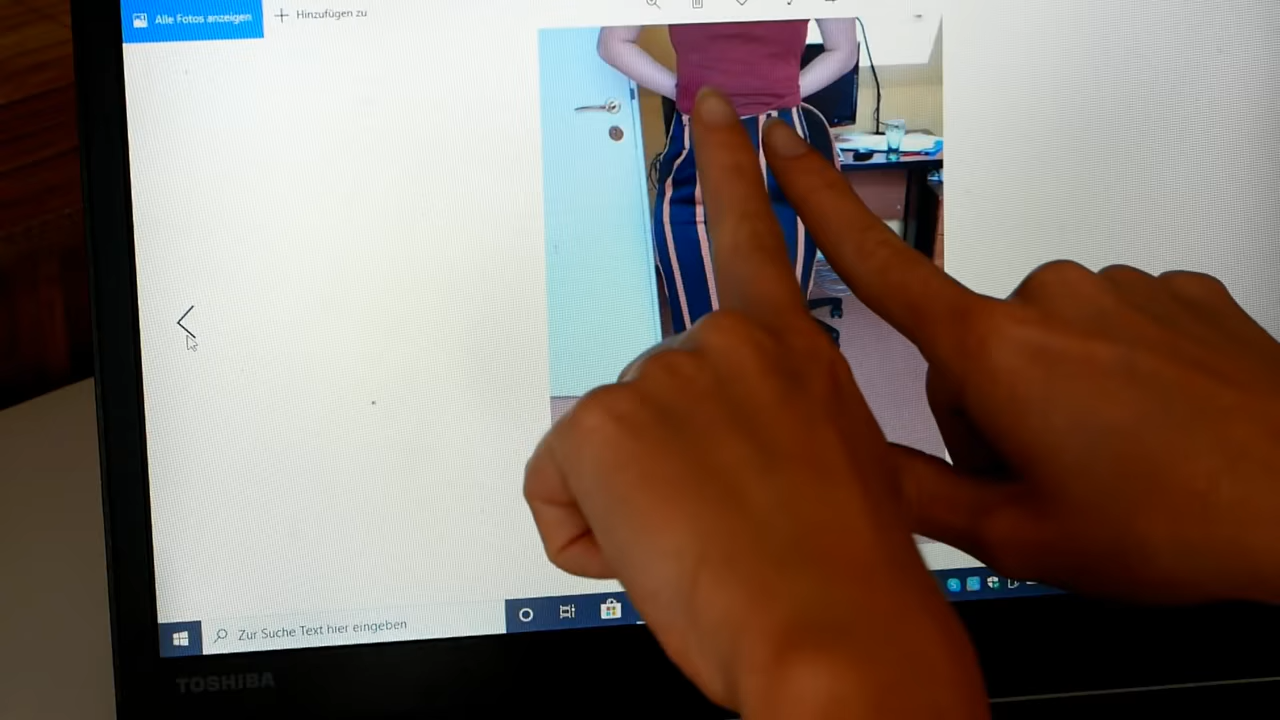 Alle Fotos anzeigen
Hinzufügen zu
Zur Suche Text hier eingeben
TOSHIBA